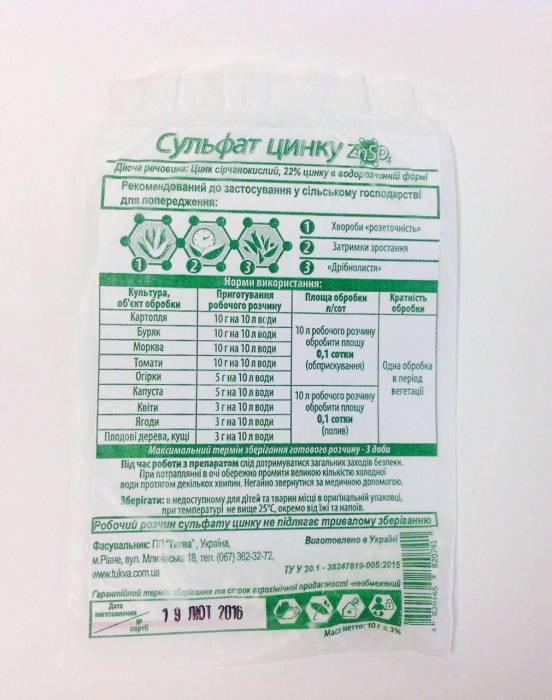 Сульфат цинку ZnSO4
Діюча речовина: Цинк сірчанокислий, 22% цинку в водорозчинній формі
Рекомендований до застосування у сільському господарстві
для попередження:
1 Хвороби «розеточність»
2 Затримки зростання
3 «Дрібнолистя»
1 2 3
Норми використання:
Культура, об'єкт обробки | Приготування робочого розчину | Площа обробки л/сот | Кратність обробки
Картопля 10 г на 10 л води
Буряк 10 г на 10 л води
Морква 10 г на 10 л води
Томати 10 г на 10 л води
10 л робочого розчину
обробити площу
0,1 сотки
(обприскування)
Огірки 5 г на 10 л води
Капуста 5 г на 10 л води
Квіти 3 г на 10 л води
Ягоди 3 г на 10 л води
Плодові дерева, кущі 3 г на 10 л води
10 л робочого розчину
обробити площу
0,1 сотки
(полив)
Одна обробка
в період
вегетації
Максимальний термін зберігання готового розчину - 3 доби
Під час роботи з препаратом слід дотримуватися загальних заходів безпеки.
При потраплянні в очі обережно промити великою кількістю холодної
води протягом декількох хвилин. Негайно звернутися за медичною допомогою.
Зберігати: в недоступному для дітей та тварин місці в оригінальній упаковці,
при температурі не вище 25°C, окремо від їжі та напоїв.
Робочий розчин сульфату цинку не підлягає тривалому зберіганню
Фасувальник: ПП , Україна,
м.Рівне, вул. 18, тел. (067) 362-32-72,
www.tukva.com.ua
Виготовлено в Україні
ТУ У 20.1 - 38247819-005:2015
Гарантійний термін зберігання та строк агрохімічної придатності необмежений
Дата
виготовлення
№
партії
19 ЛЮТ 2016
Маса нетто: 10 г ± 3%